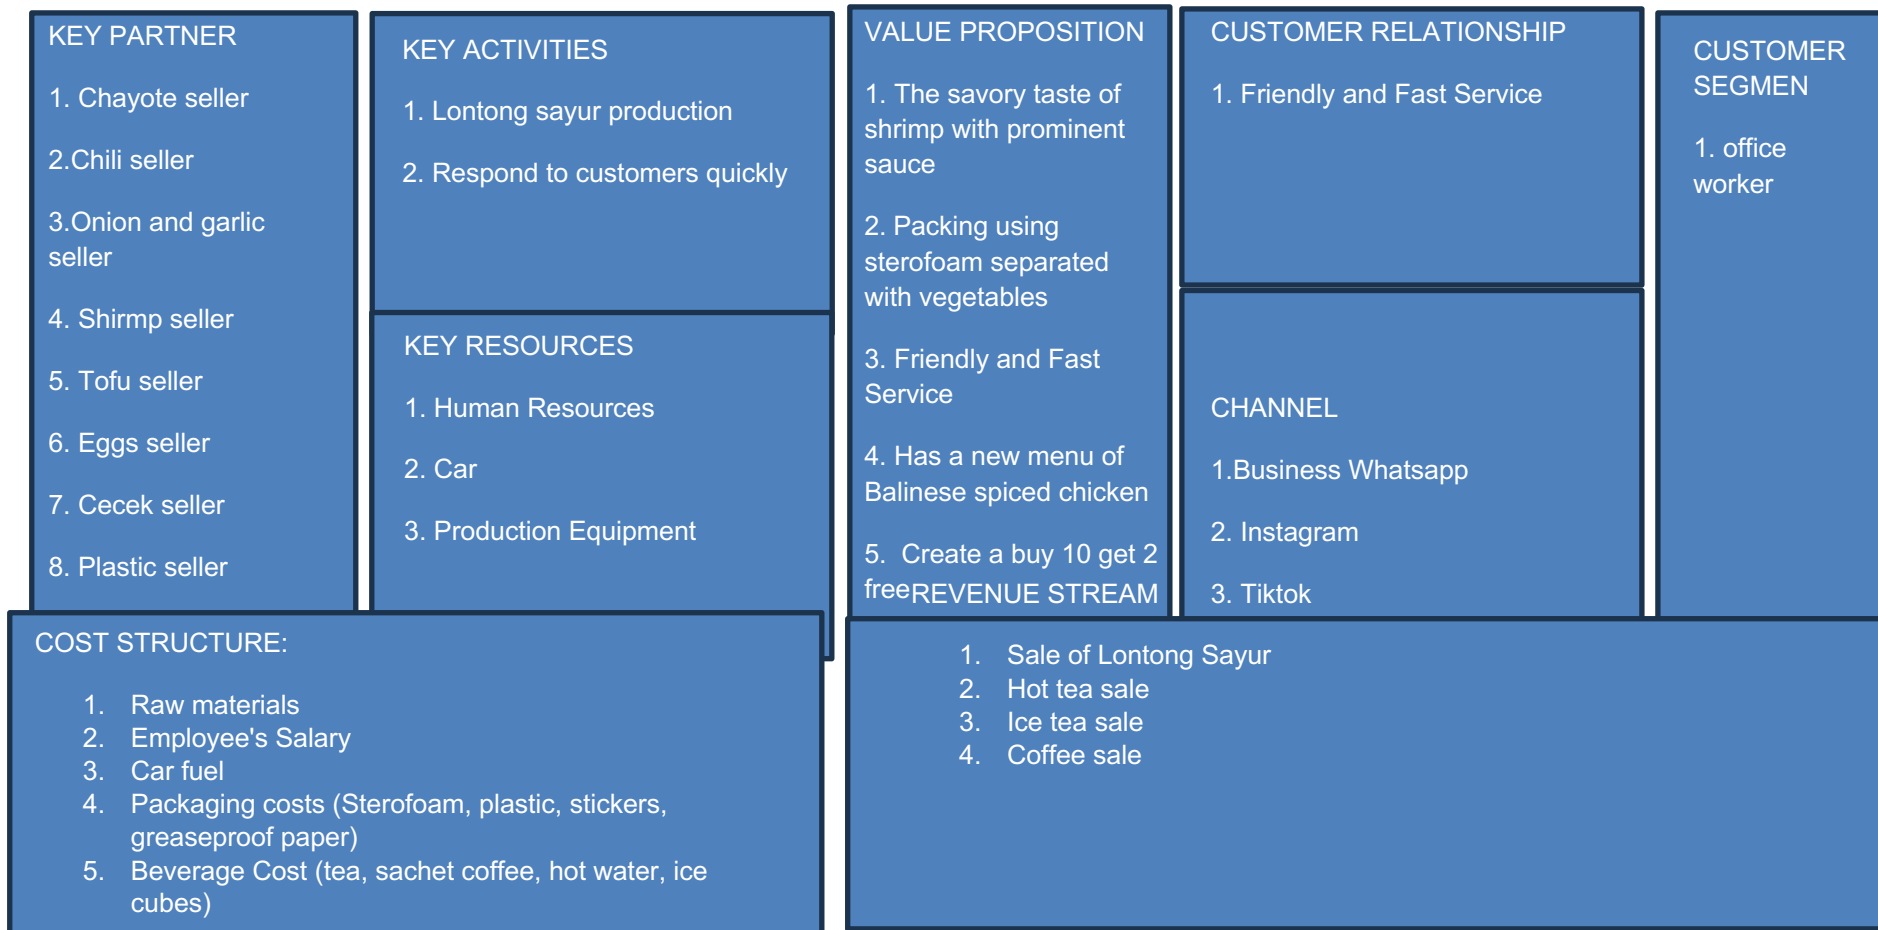 KEY PARTNER
1. Chayote seller
2.Chili seller
3.Onion and garlic
seller
4. Shirmp seller
5. Tofu seller
6. Eggs seller
7. Cecek seller
8. Plastic seller
KEY ACTIVITIES
1. Lontong sayur production
2. Respond to customers quickly
KEY RESOURCES
1. Human Resources
2. Car
3. Production Equipment
VALUE PROPOSITION
1. The savory taste of
shrimp with prominent
sauce
2. Packing using
sterofoam separated
with vegetables
3. Friendly and Fast
Service
4. Has a new menu of
Balinese spiced chicken
5. Create a buy 10 get 2
free
CUSTOMER RELATIONSHIP
1. Friendly and Fast Service
CHANNEL
1.Business Whatsapp
2. Instagram
3. Tiktok
CUSTOMER
SEGMEN
1. office
worker
COST STRUCTURE:
1. Raw materials
2. Employee's Salary
3. Car fuel
4. Packaging costs (Sterofoam, plastic, stickers,
greaseproof paper)
5. Beverage Cost (tea, sachet coffee, hot water, ice
cubes)
REVENUE STREAM
1. Sale of Lontong Sayur
2. Hot tea sale
3. Ice tea sale
4. Coffee sale